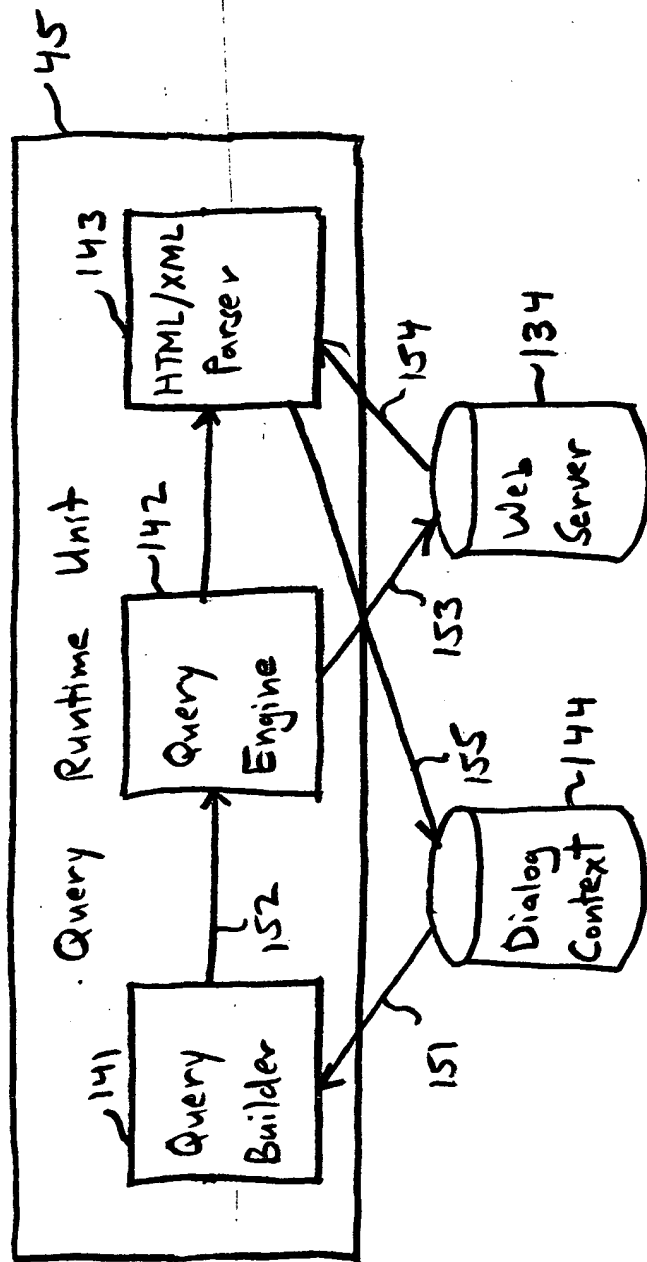 45
Query Runtime Unit
141
142
143
Query
Builder
Query
Engine
HTML/XML
Parser
152
151
155
153
154
144
134
Dialog
Context
Web
Server